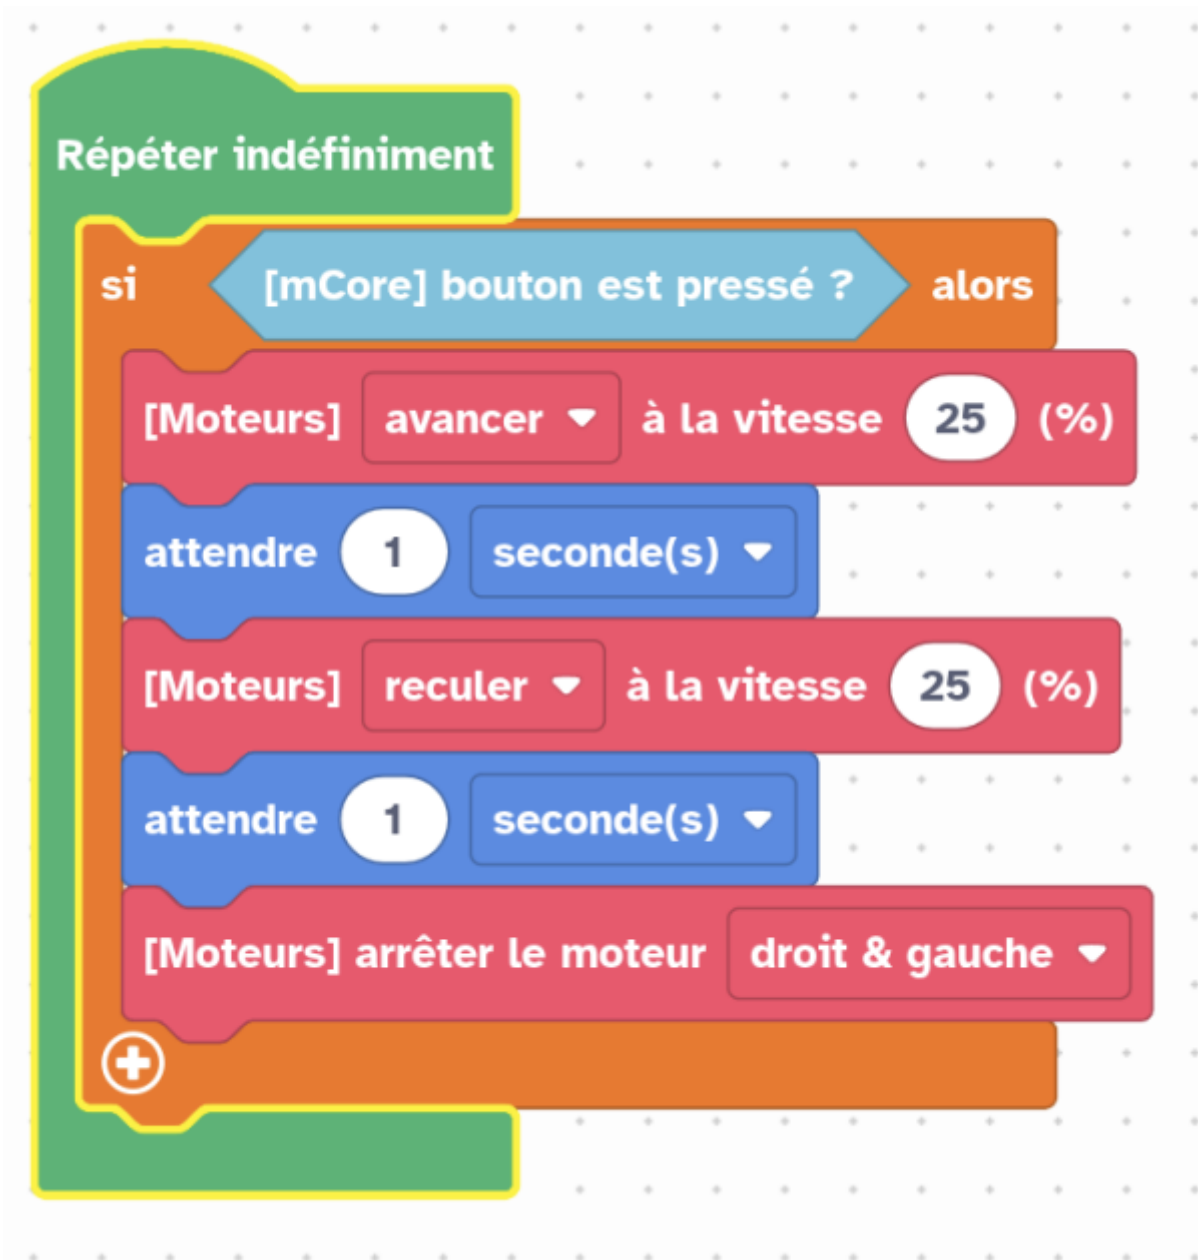 Répéter indéfiniment
si [mCore] bouton est pressé ? alors
[Moteurs] avancer à la vitesse 25 (%)
attendre 1 seconde(s)
[Moteurs] reculer à la vitesse 25 (%)
attendre 1 seconde(s)
[Moteurs] arrêter le moteur droit & gauche